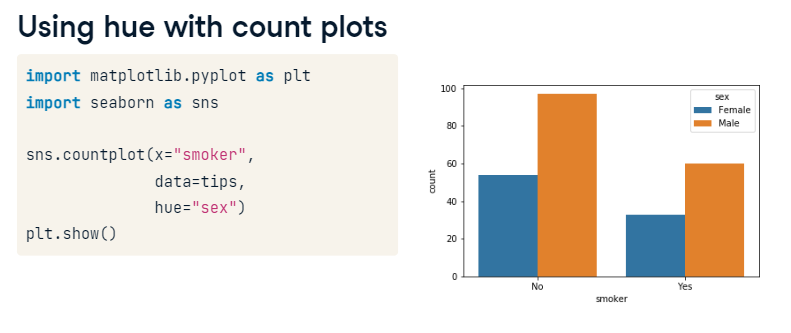 Using hue with count plots
import matplotlib.pyplot as plt
import seaborn as sns
sns.countplot(x="smoker",
data=tips,
hue="sex")
plt.show()
100
80
60
40
20
0
count
sex
Female
Male
No
Yes
smoker